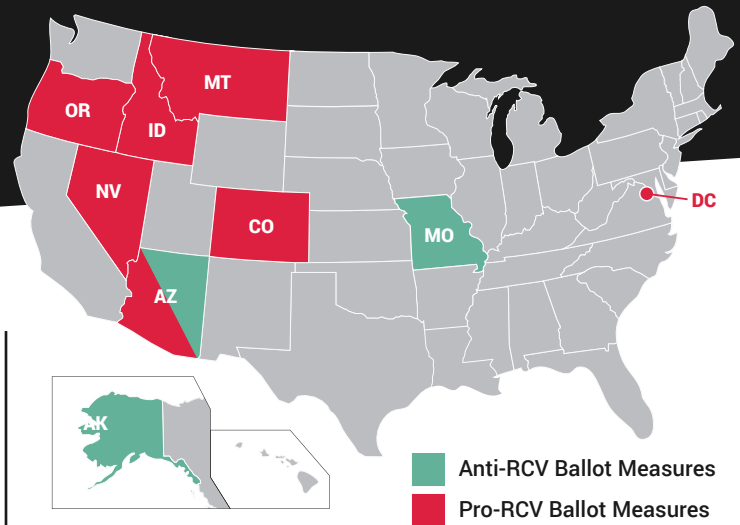 MT
OR
ID
NV
DC
CO
MO
AZ
AK
Anti-RCV Ballot Measures
Pro-RCV Ballot Measures